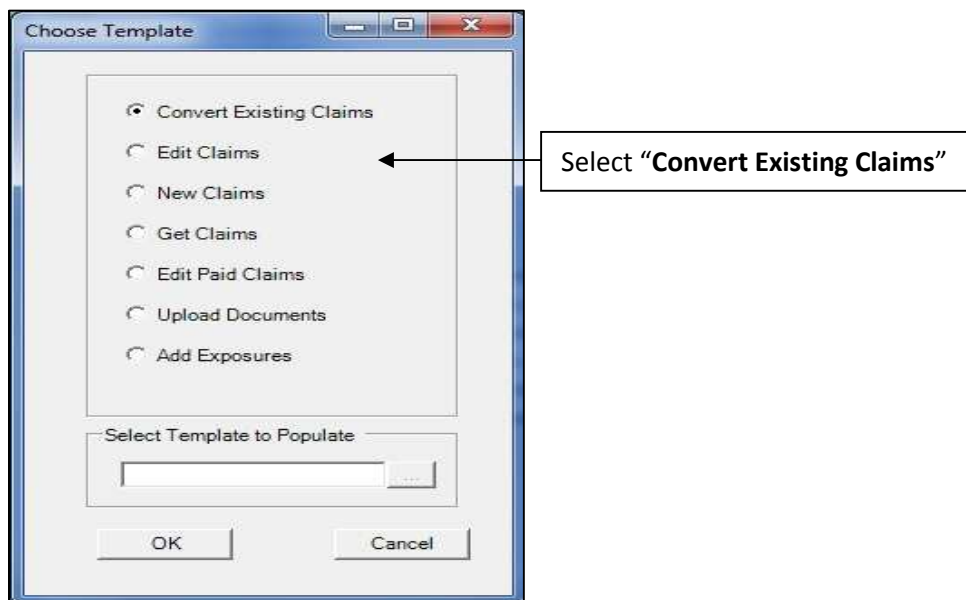 Choose Template
Convert Existing Claims
Edit Claims
Select “Convert Existing Claims”
New Claims
Get Claims
Edit Paid Claims
Upload Documents
Add Exposures
Select Template to Populate
...
OK Cancel